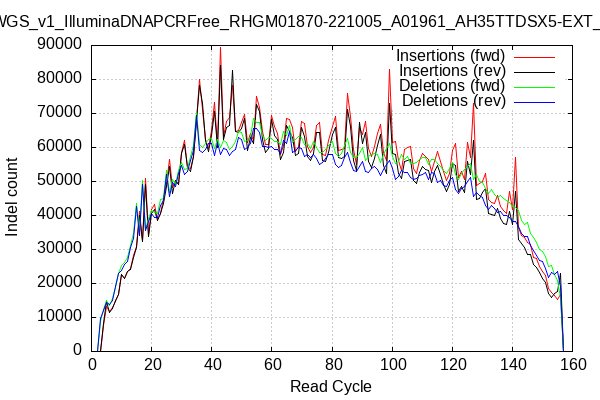 WGS_v1_IlluminaDNAPCRFree_RHGM01870-221005_A01961_AH35TTDSX5-EXT_
90000
80000
70000
60000
50000
40000
30000
20000
10000
0
Indel count
Insertions (fwd)
Insertions (rev)
Deletions (fwd)
Deletions (rev)
0 20 40 60 80 100 120 140 160
Read Cycle